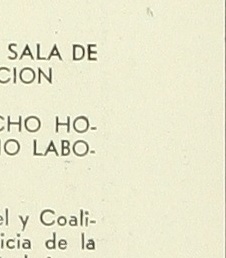 SALA DE
CION
CHO HO-
IO LABO-
el y Coali-
icia de la